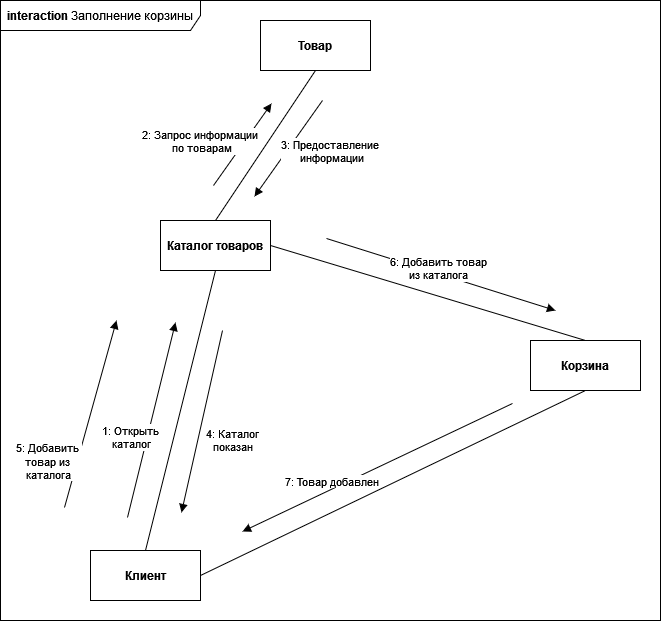 interaction Заполнение корзины
Товар
2: Запрос информации
по товарам
3: Предоставление
информации
Каталог товаров
6: Добавить товар
из каталога
Корзина
5: Добавить
товар из
каталога
1: Открыть
каталог
4: Каталог
показан
7: Товар добавлен
Клиент